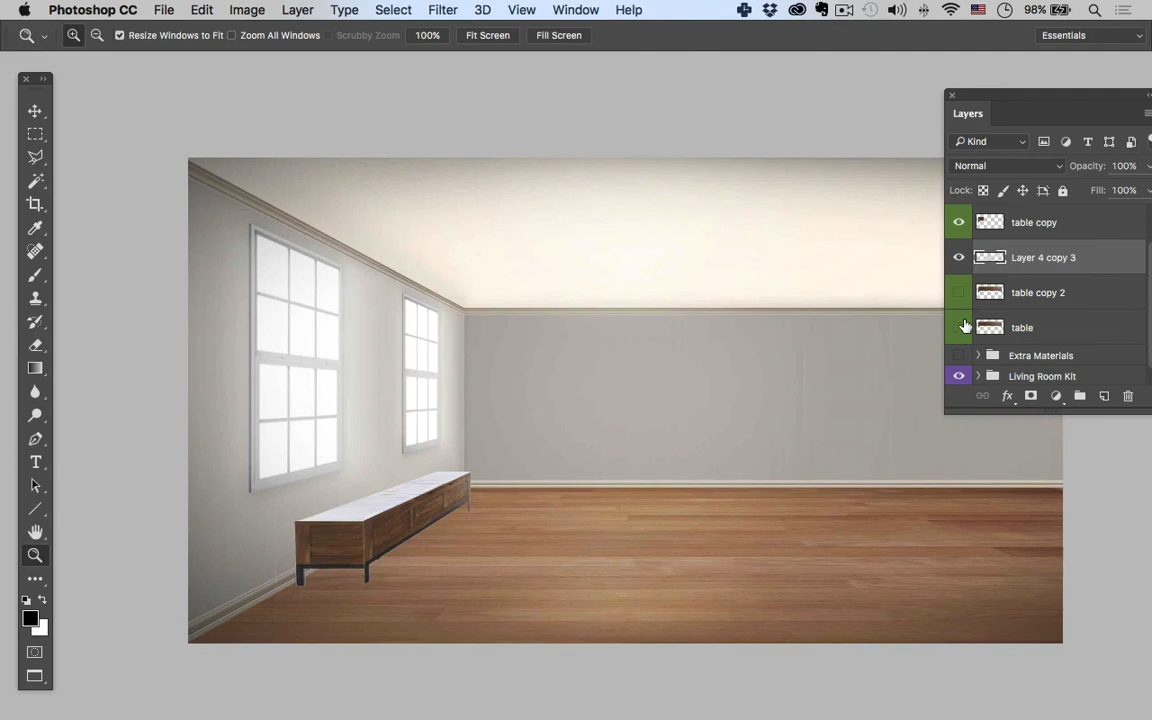 Photoshop CC File Edit Image Layer Type Select Filter 3D View Window Help 98%
Resize Windows to Fit Zoom All Windows Scrubby Zoom 100% Fit Screen Fill Screen Essentials
Layers
Kind
Normal Opacity: 100%
Lock: Fill: 100%
table copy
Layer 4 copy 3
table copy 2
table
Extra Materials
Living Room Kit